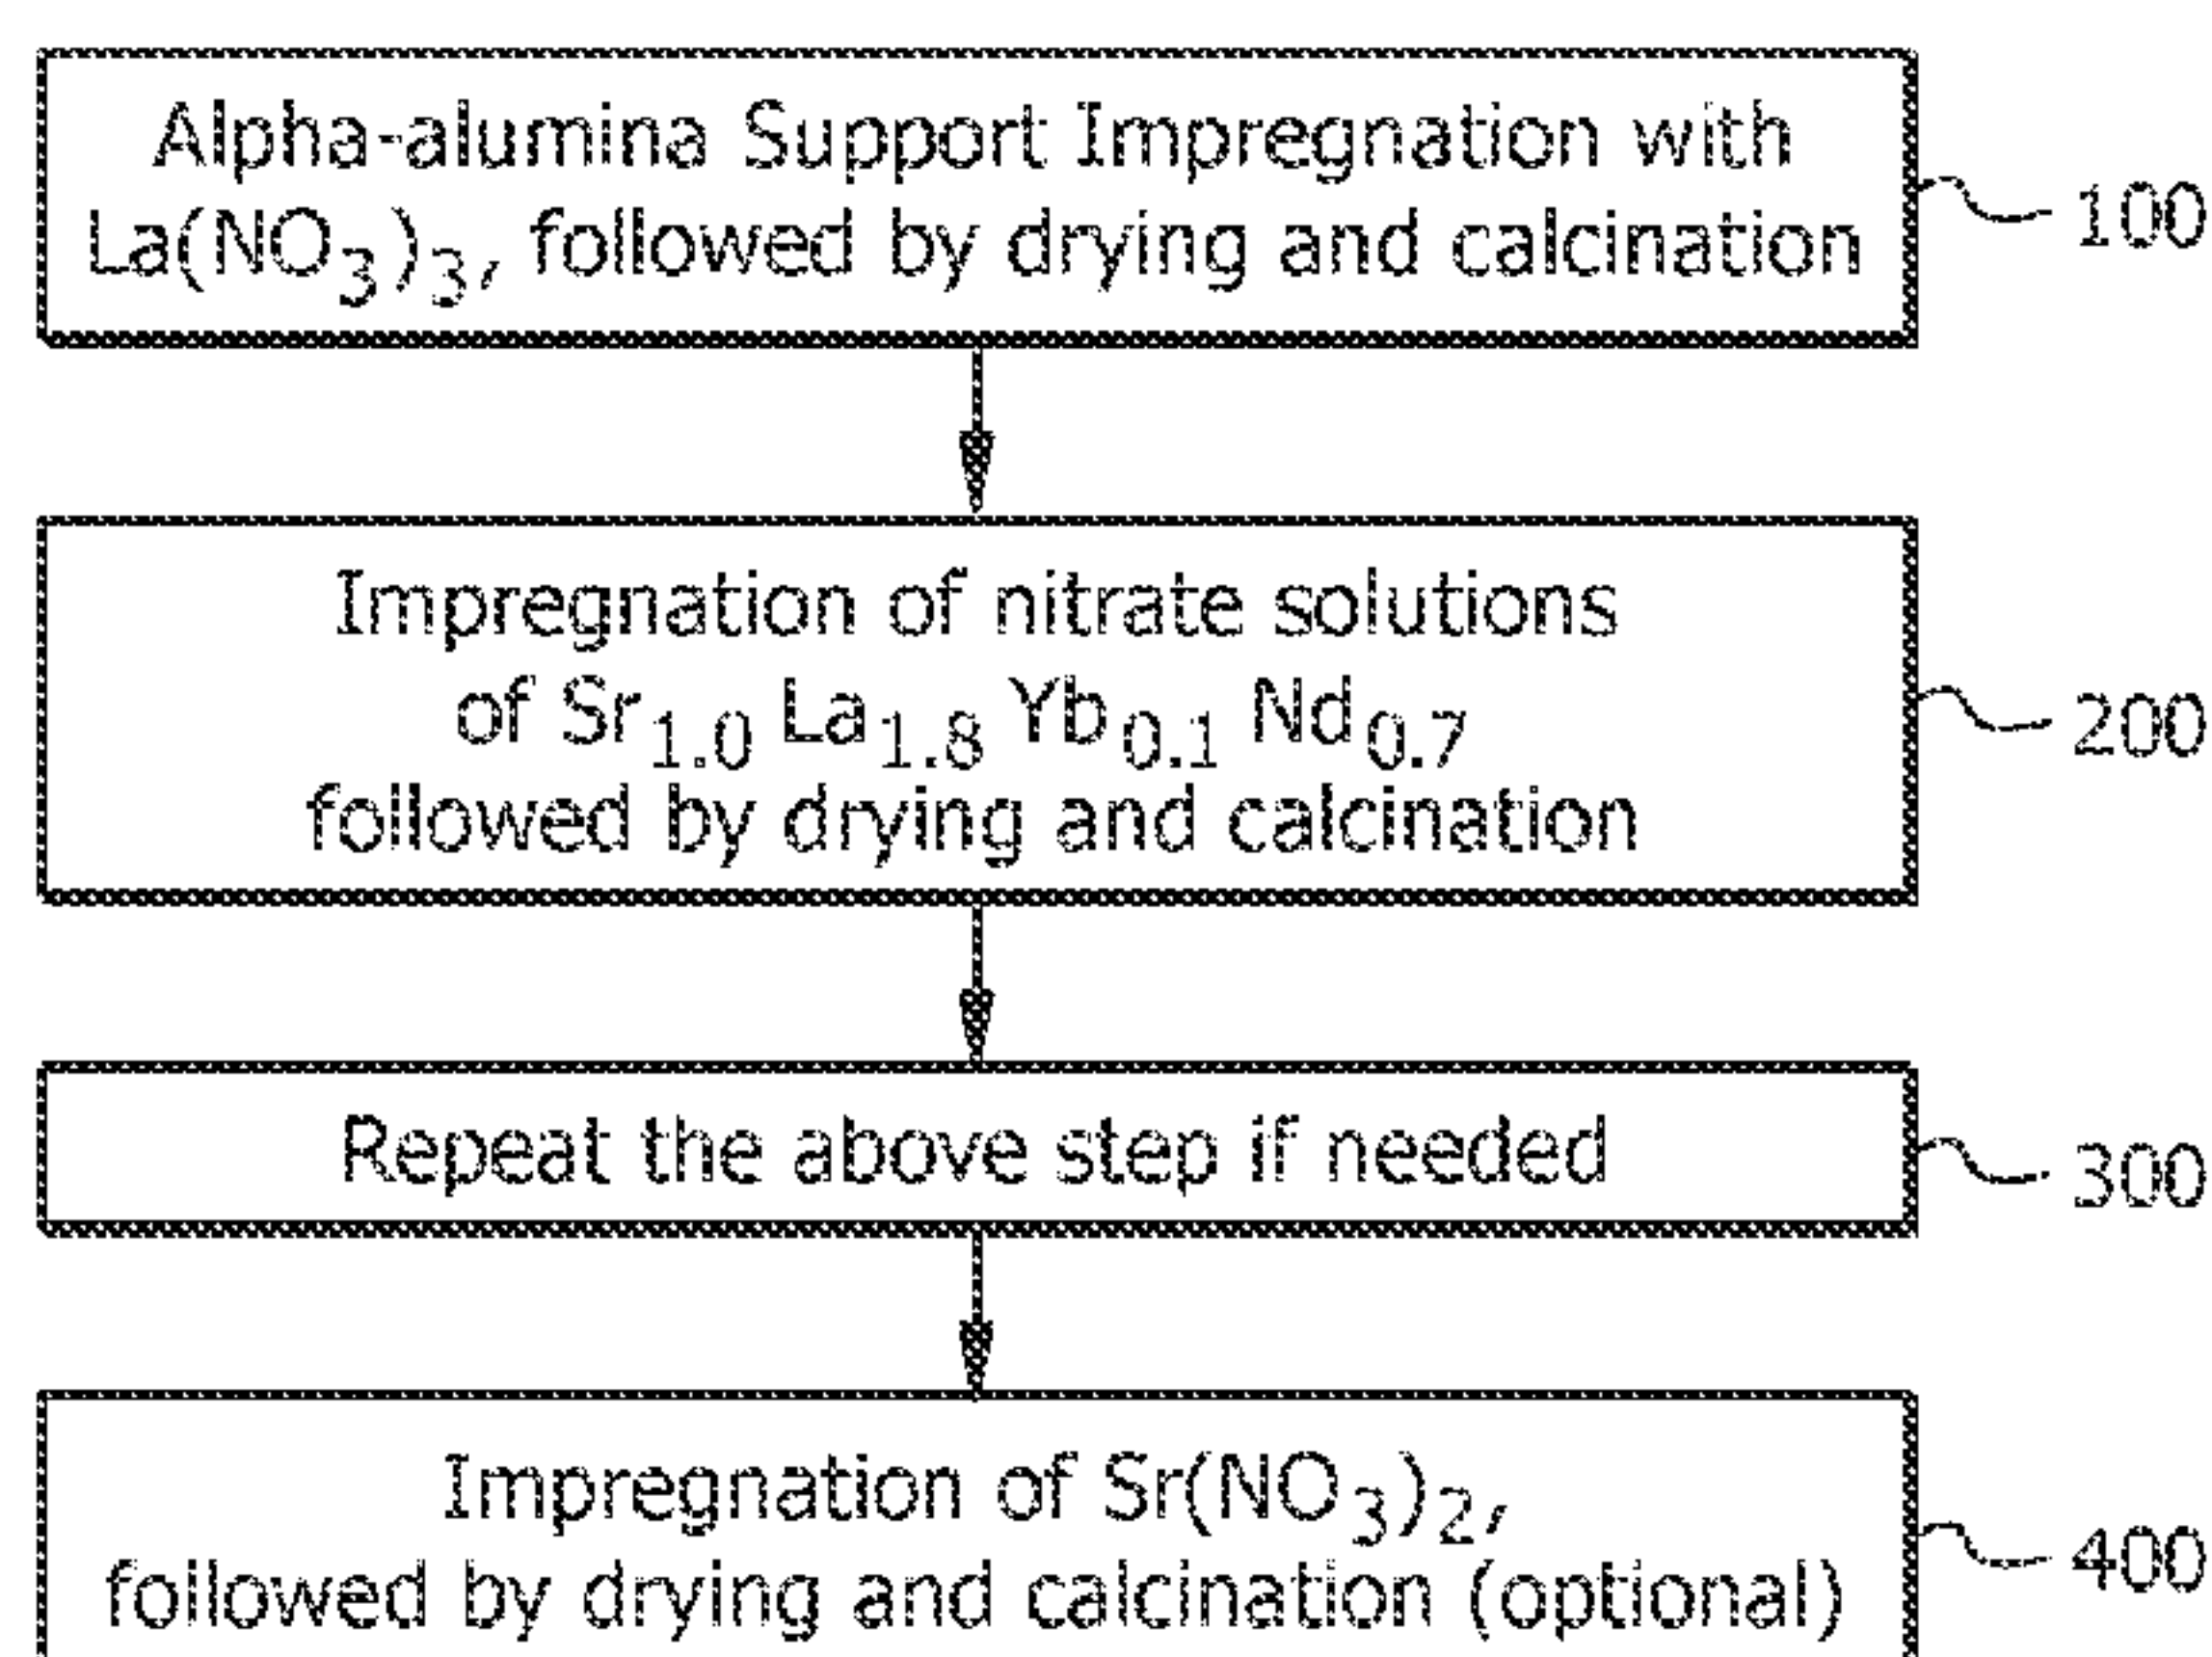 Alpha-alumina Support Impregnation with
La(NO₃)₃, followed by drying and calcination
100
Impregnation of nitrate solutions
of Sr₁.₀ La₁.₈ Yb₀.₁ Nd₀.₇
followed by drying and calcination
200
Repeat the above step if needed
300
Impregnation of Sr(NO₃)₂,
followed by drying and calcination (optional)
400